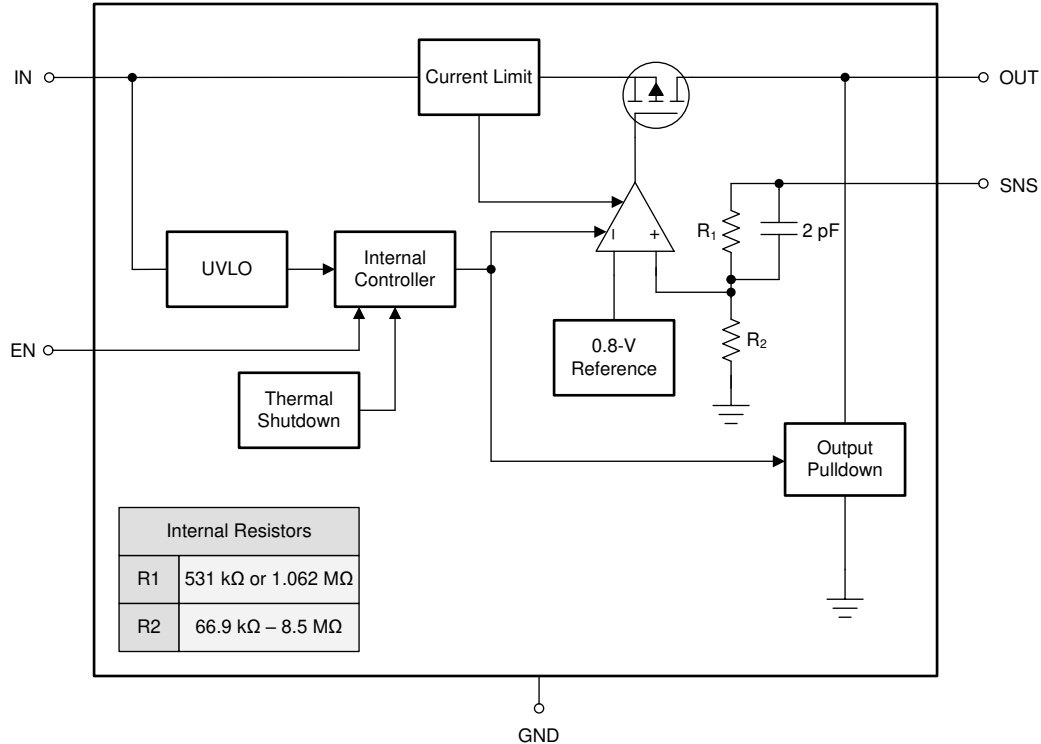 IN
Current Limit
OUT
SNS
R1
2 pF
– +
UVLO
Internal
Controller
EN
0.8-V
Reference
R2
Thermal
Shutdown
Output
Pulldown
Internal Resistors
R1 531 kΩ or 1.062 MΩ
R2 66.9 kΩ – 8.5 MΩ
GND